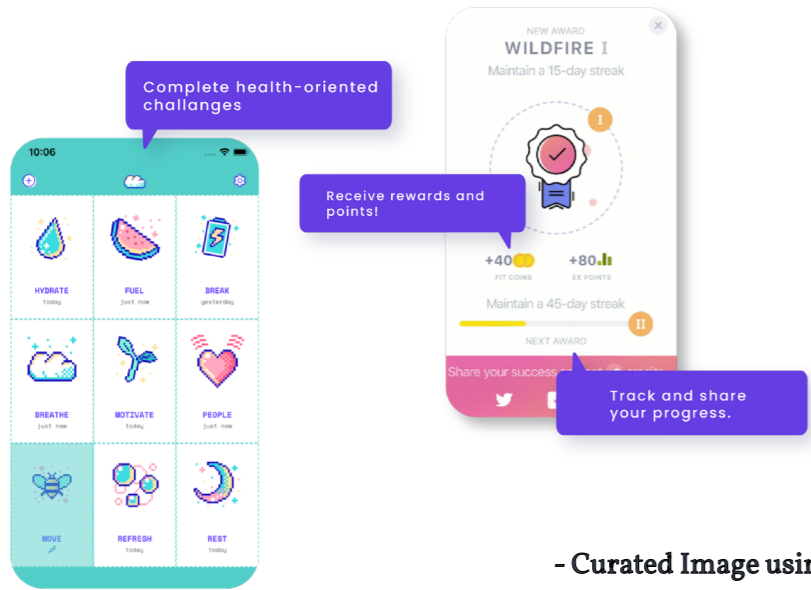 Complete health-oriented
challanges
10:06
HYDRATE
today
FUEL
just now
BREAK
yesterday
BREATHE
just now
MOTIVATE
today
PEOPLE
just now
MOVE
REFRESH
today
REST
today
NEW AWARD
WILDFIRE I
Maintain a 15-day streak
I
Receive rewards and
points!
+40
FIT COINS
+80
EX POINTS
Maintain a 45-day streak
II
NEXT AWARD
Share your success
Track and share
your progress.
- Curated Image